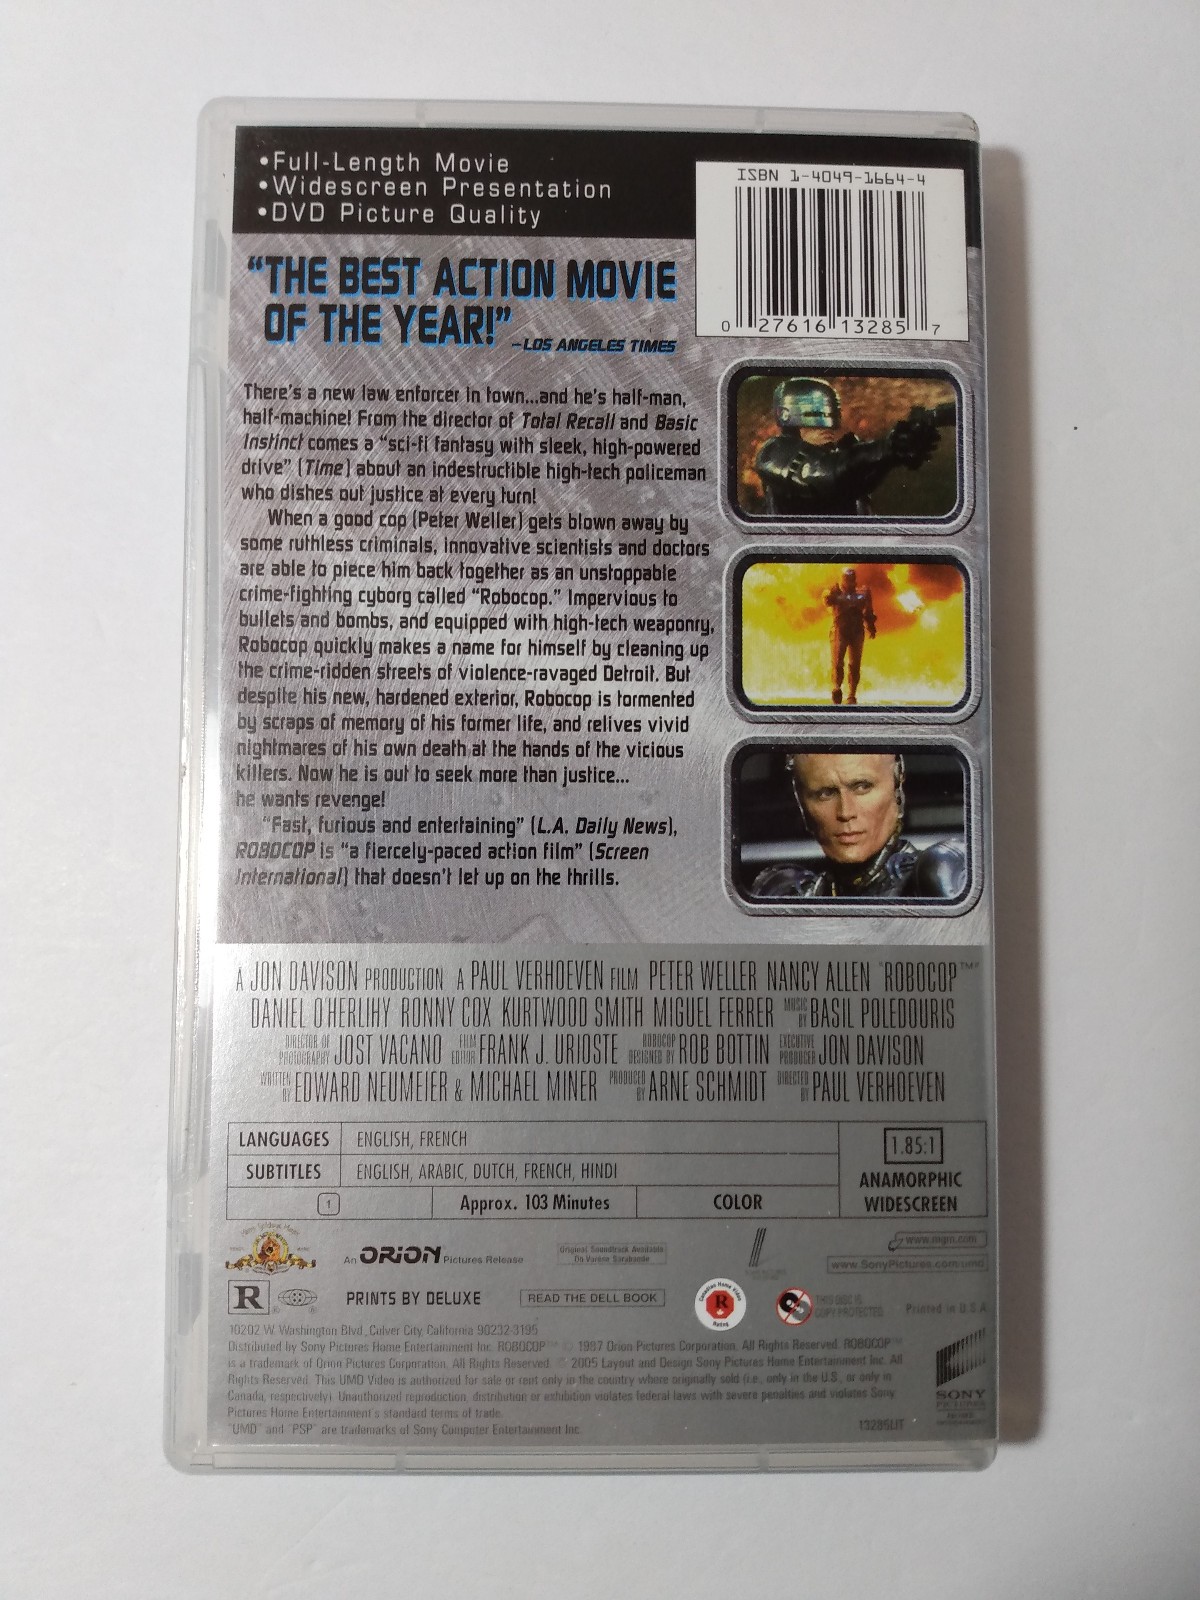 •Full-Length Movie
•Widescreen Presentation
•DVD Picture Quality
ISBN 1-4049-1664-4
0 27616 13285 7
"THE BEST ACTION MOVIE
OF THE YEAR!"
–LOS ANGELES TIMES
There's a new law enforcer in town...and he's half-man,
half-machine! From the director of Total Recall and Basic
Instinct comes a "sci-fi fantasy with sleek, high-powered
drive" (Time) about an indestructible high-tech policeman
who dishes out justice at every turn!
When a good cop (Peter Weller) gets blown away by
some ruthless criminals, innovative scientists and doctors
are able to piece him back together as an unstoppable
crime-fighting cyborg called "Robocop." Impervious to
bullets and bombs, and equipped with high-tech weaponry,
Robocop quickly makes a name for himself by cleaning up
the crime-ridden streets of violence-ravaged Detroit. But
despite his new, hardened exterior, Robocop is tormented
by scraps of memory of his former life, and relives vivid
nightmares of his own death at the hands of the vicious
killers. Now he is out to seek more than justice...
he wants revenge!
"Fast, furious and entertaining" (L.A. Daily News),
ROBOCOP is "a fiercely-paced action film" (Screen
International) that doesn't let up on the thrills.
A JON DAVISON PRODUCTION A PAUL VERHOEVEN FILM PETER WELLER NANCY ALLEN "ROBOCOP"™
DANIEL O'HERLIHY RONNY COX KURTWOOD SMITH MIGUEL FERRER MUSIC BY BASIL POLEDOURIS
DIRECTOR OF PHOTOGRAPHY JOST VACANO FILM EDITOR FRANK J. URIOSTE ROBOCOP DESIGNED BY ROB BOTTIN EXECUTIVE PRODUCER JON DAVISON
WRITTEN BY EDWARD NEUMEIER & MICHAEL MINER PRODUCED BY ARNE SCHMIDT DIRECTED BY PAUL VERHOEVEN
LANGUAGES ENGLISH, FRENCH
SUBTITLES ENGLISH, ARABIC, DUTCH, FRENCH, HINDI
1 Approx. 103 Minutes COLOR
1.85:1
ANAMORPHIC
WIDESCREEN
An ORION Pictures Release
Original Soundtrack Available
On Varese Sarabande
www.mgm.com
www.SonyPictures.com/umd
R
PRINTS BY DELUXE
READ THE DELL BOOK
Canadian Home Video
R
Rating
THIS DISC IS
COPY PROTECTED
Printed in U.S.A.
10202 W. Washington Blvd., Culver City, California 90232-3195
Distributed by Sony Pictures Home Entertainment Inc. ROBOCOP™ © 1987 Orion Pictures Corporation. All Rights Reserved. ROBOCOP™
is a trademark of Orion Pictures Corporation. All Rights Reserved. © 2005 Layout and Design Sony Pictures Home Entertainment Inc. All
Rights Reserved. This UMD Video is authorized for sale or rent only in the country where originally sold (i.e., only in the U.S., or only in
Canada, respectively). Unauthorized reproduction, distribution or exhibition violates federal laws with severe penalties and violates Sony
Pictures Home Entertainment's standard terms of trade.
"UMD" and "PSP" are trademarks of Sony Computer Entertainment Inc.
13285LIT
SONY
PICTURES